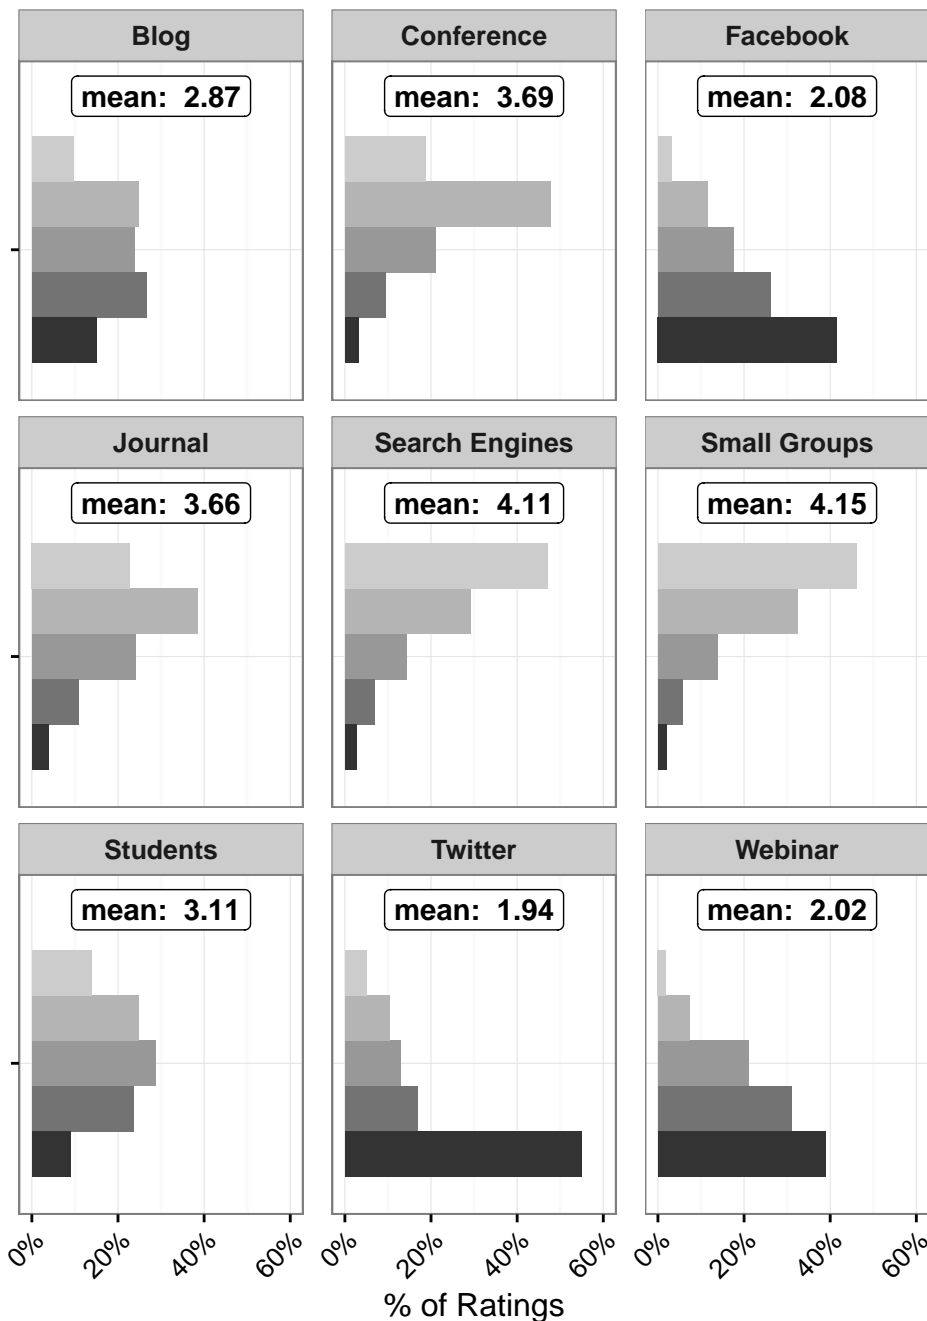 Blog Conference Facebook
mean: 2.87 mean: 3.69 mean: 2.08
Journal Search Engines Small Groups
mean: 3.66 mean: 4.11 mean: 4.15
Students Twitter Webinar
mean: 3.11 mean: 1.94 mean: 2.02
0% 20% 40% 60% 0% 20% 40% 60% 0% 20% 40% 60%
% of Ratings